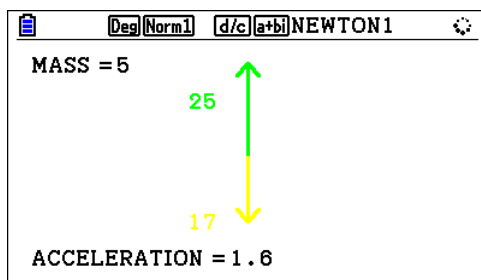 Deg Norm1 d/c a+bi NEWTON1
MASS =5
25
17
ACCELERATION =1.6